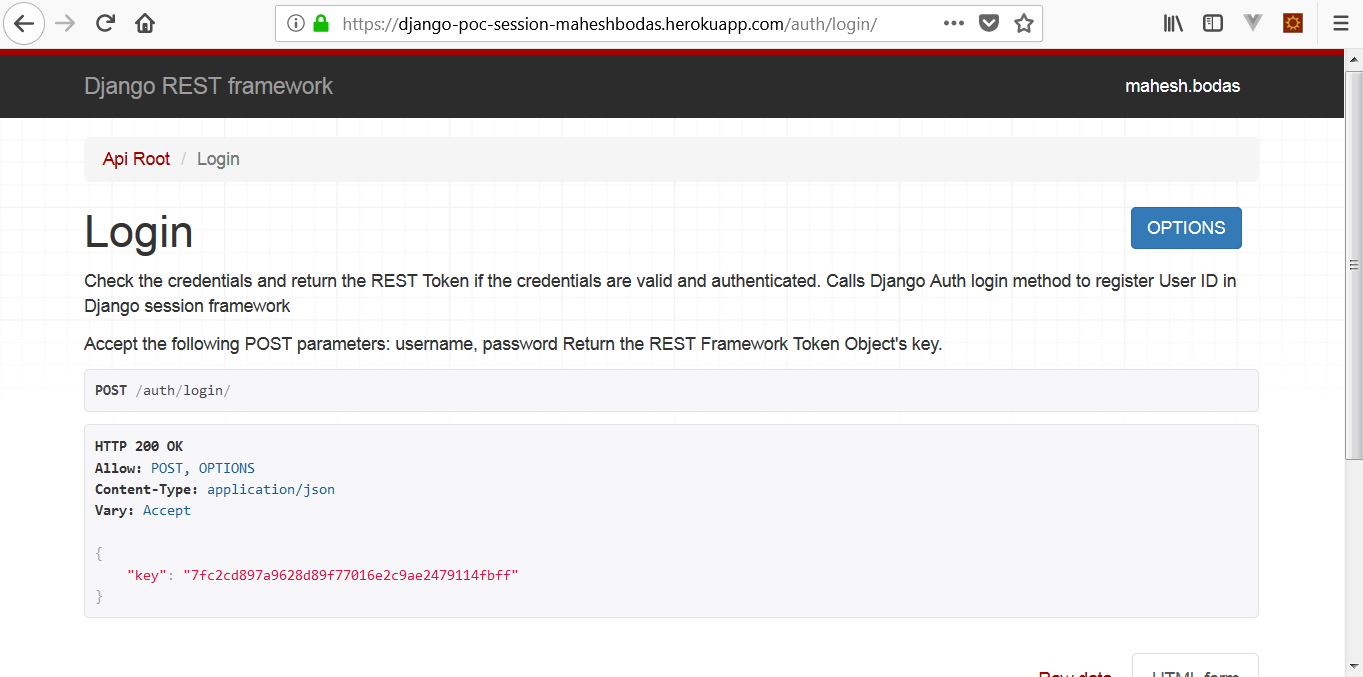 https://django-poc-session-maheshbodas.herokuapp.com/auth/login/
Django REST framework
mahesh.bodas
Api Root / Login
Login
OPTIONS
Check the credentials and return the REST Token if the credentials are valid and authenticated. Calls Django Auth login method to register User ID in
Django session framework
Accept the following POST parameters: username, password Return the REST Framework Token Object's key.
POST /auth/login/
HTTP 200 OK
Allow: POST, OPTIONS
Content-Type: application/json
Vary: Accept
{
"key": "7fc2cd897a9628d89f77016e2c9ae2479114fbff"
}
Raw data
HTML form